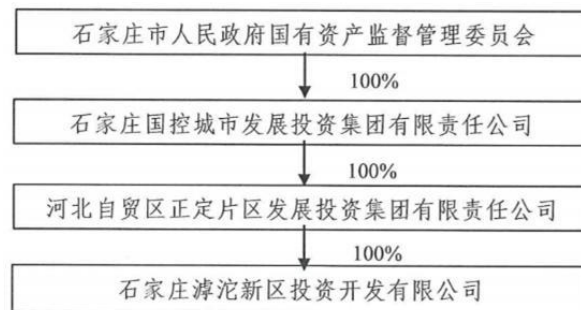 石家庄市人民政府国有资产监督管理委员会
100%
石家庄国控城市发展投资集团有限责任公司
100%
河北自贸区正定片区发展投资集团有限责任公司
100%
石家庄滹沱新区投资开发有限公司